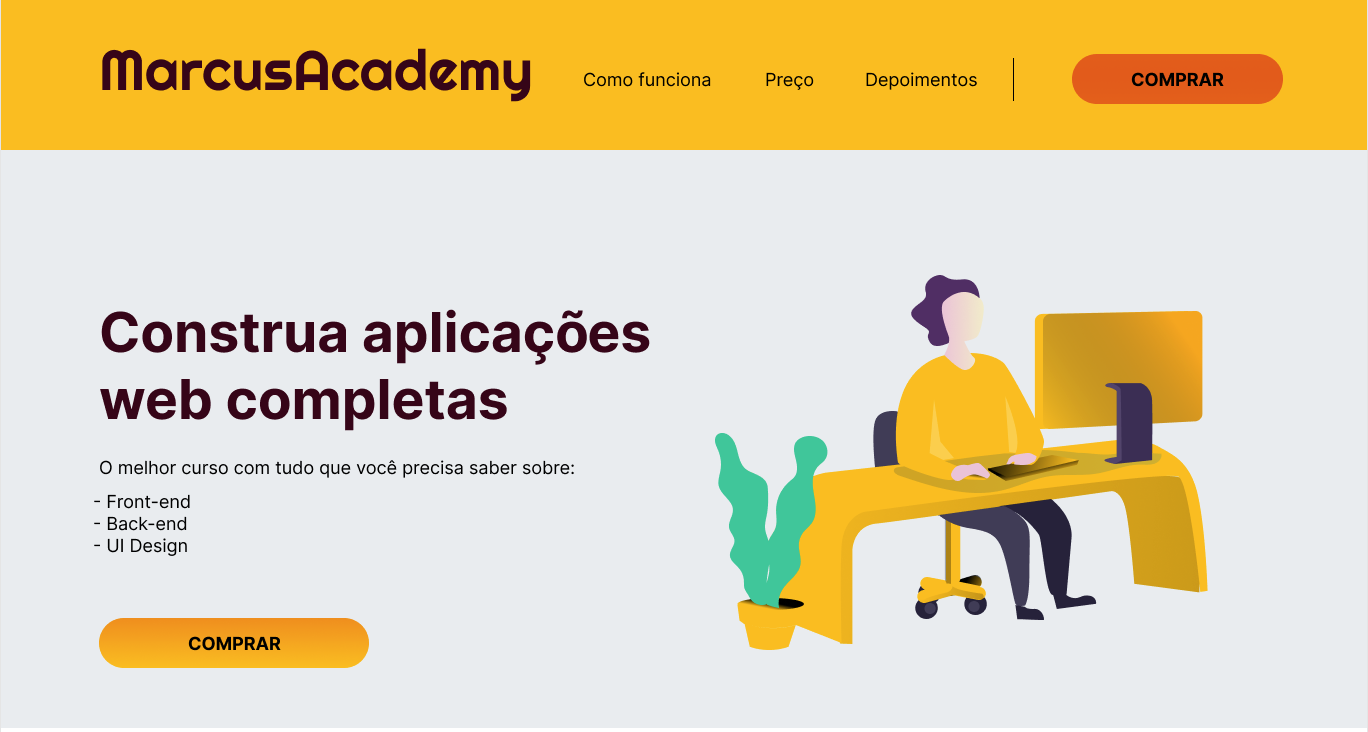 MarcusAcademy
Como funciona
Preço
Depoimentos
COMPRAR
Construa aplicações
web completas
O melhor curso com tudo que você precisa saber sobre:
- Front-end
- Back-end
- UI Design
COMPRAR